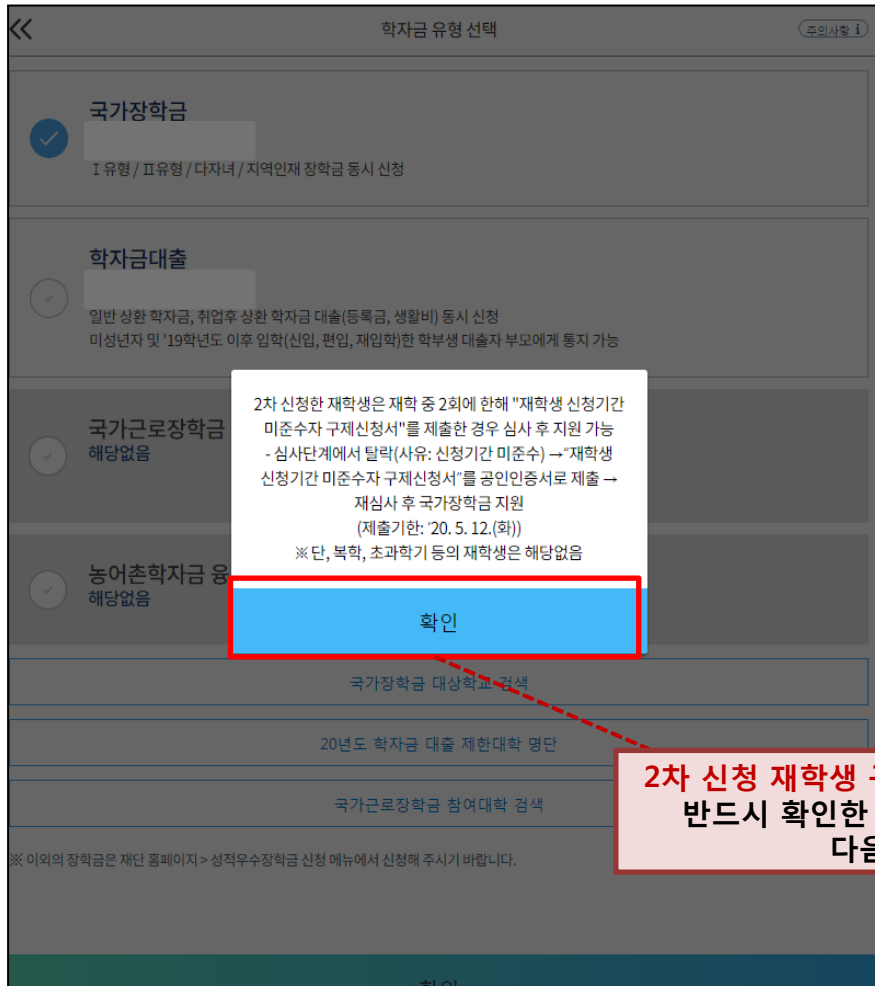 학자금 유형 선택
주의사항 i
국가장학금
Ⅰ유형 / Ⅱ유형 / 다자녀 / 지역인재 장학금 동시 신청
학자금대출
일반 상환 학자금, 취업후 상환 학자금 대출(등록금, 생활비) 동시 신청
미성년자 및 '19학년도 이후 입학(신입, 편입, 재입학)한 학부생 대출자 부모에게 통지 가능
국가근로장학금
해당없음
농어촌학자금 융
해당없음
2차 신청한 재학생은 재학 중 2회에 한해 "재학생 신청기간
미준수자 구제신청서"를 제출한 경우 심사 후 지원 가능
- 심사단계에서 탈락(사유: 신청기간 미준수) →"재학생
신청기간 미준수자 구제신청서"를 공인인증서로 제출 →
재심사 후 국가장학금 지원
(제출기한: '20. 5. 12.(화))
※ 단, 복학, 초과학기 등의 재학생은 해당없음
확인
국가장학금 대상학교 검색
20년도 학자금 대출 제한대학 명단
국가근로장학금 참여대학 검색
2차 신청 재학생
반드시 확인한
다음
※ 이외의 장학금은 재단 홈페이지 > 성적우수장학금 신청 메뉴에서 신청해 주시기 바랍니다.
확인